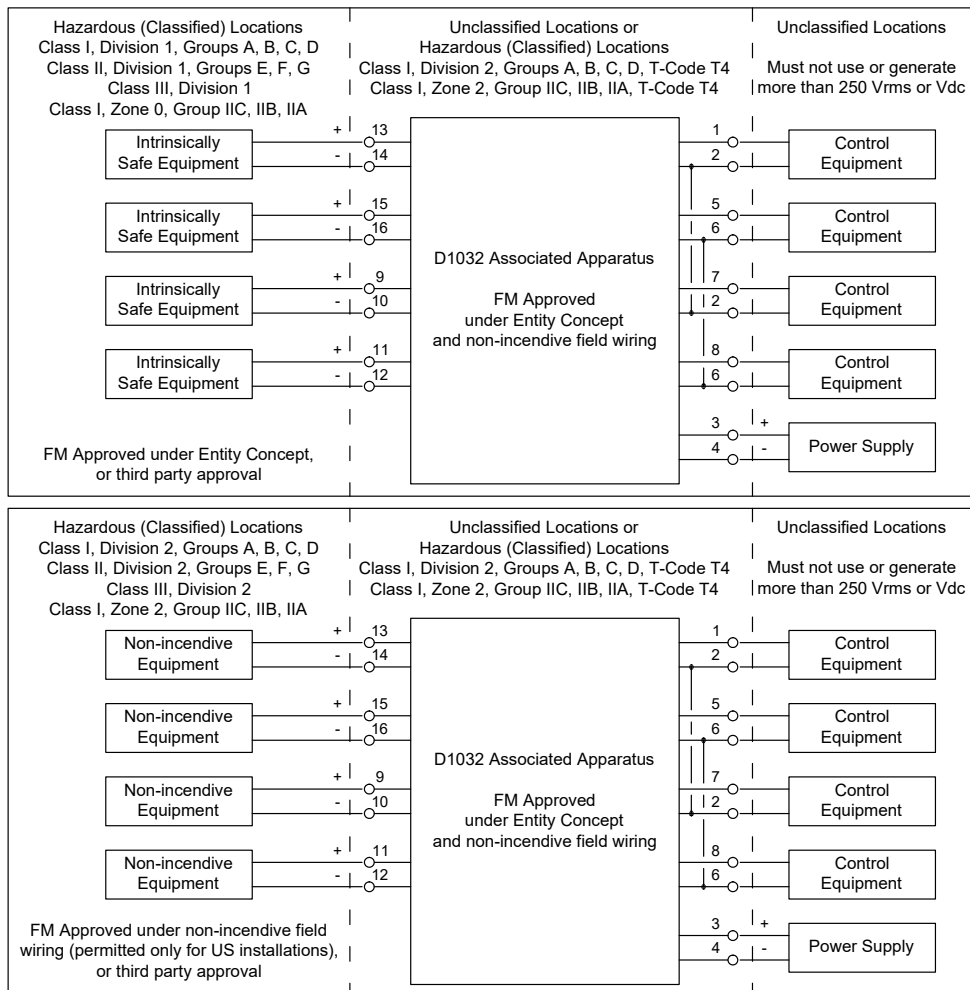 Hazardous (Classified) Locations
Class I, Division 1, Groups A, B, C, D
Class II, Division 1, Groups E, F, G
Class III, Division 1
Class I, Zone 0, Group IIC, IIB, IIA
Unclassified Locations or
Hazardous (Classified) Locations
Class I, Division 2, Groups A, B, C, D, T-Code T4
Class I, Zone 2, Group IIC, IIB, IIA, T-Code T4
Unclassified Locations
Must not use or generate
more than 250 Vrms or Vdc
Intrinsically
Safe Equipment
+ 13
- 14
Intrinsically
Safe Equipment
+ 15
- 16
Intrinsically
Safe Equipment
+ 9
- 10
Intrinsically
Safe Equipment
+ 11
- 12
FM Approved under Entity Concept,
or third party approval
D1032 Associated Apparatus
FM Approved
under Entity Concept
and non-incendive field wiring
1
2
Control
Equipment
5
6
Control
Equipment
7
2
Control
Equipment
8
6
Control
Equipment
3 +
4 -
Power Supply
Hazardous (Classified) Locations
Class I, Division 2, Groups A, B, C, D
Class II, Division 2, Groups E, F, G
Class III, Division 2
Class I, Zone 2, Group IIC, IIB, IIA
Unclassified Locations or
Hazardous (Classified) Locations
Class I, Division 2, Groups A, B, C, D, T-Code T4
Class I, Zone 2, Group IIC, IIB, IIA, T-Code T4
Unclassified Locations
Must not use or generate
more than 250 Vrms or Vdc
Non-incendive
Equipment
+ 13
- 14
Non-incendive
Equipment
+ 15
- 16
Non-incendive
Equipment
+ 9
- 10
Non-incendive
Equipment
+ 11
- 12
FM Approved under non-incendive field
wiring (permitted only for US installations),
or third party approval
D1032 Associated Apparatus
FM Approved
under Entity Concept
and non-incendive field wiring
1
2
Control
Equipment
5
6
Control
Equipment
7
2
Control
Equipment
8
6
Control
Equipment
3 +
4 -
Power Supply